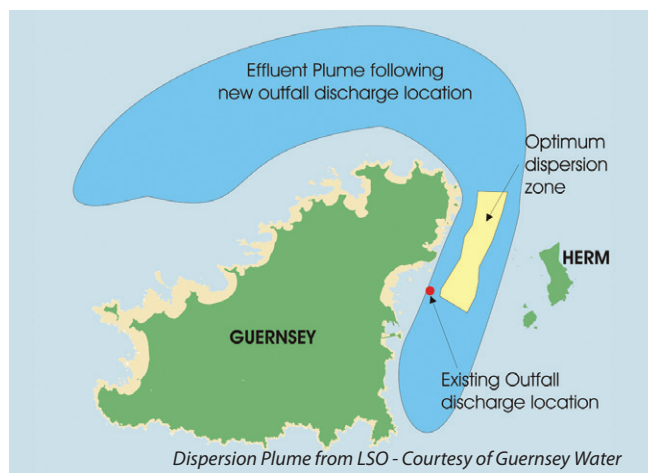 Effluent Plume following
new outfall discharge location
Optimum
dispersion
zone
HERM
GUERNSEY
Existing Outfall
discharge location
Dispersion Plume from LSO - Courtesy of Guernsey Water